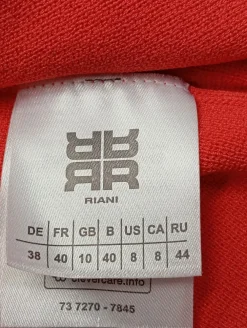 RIANI
DE FR GB B US CA RU
38 40 10 40 8 8 44
clevercare.info
73 7270 - 7845